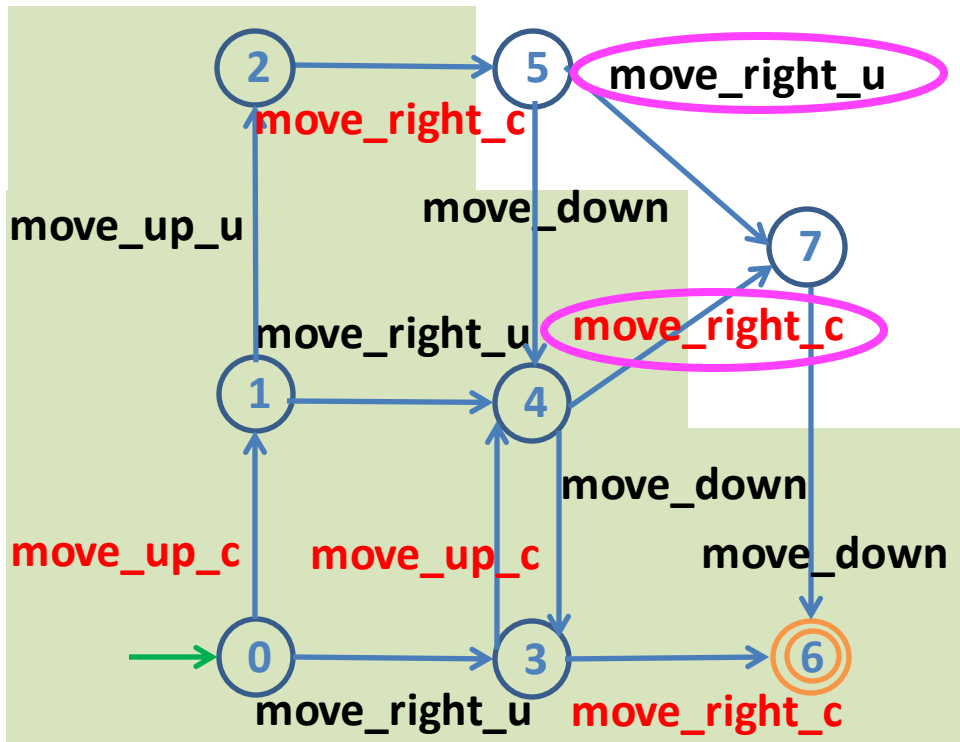 2
5
move_right_u
move_right_c
move_up_u
move_down
7
move_right_u
move_right_c
1
4
move_down
move_up_c
move_up_c
move_down
0
3
6
move_right_u
move_right_c